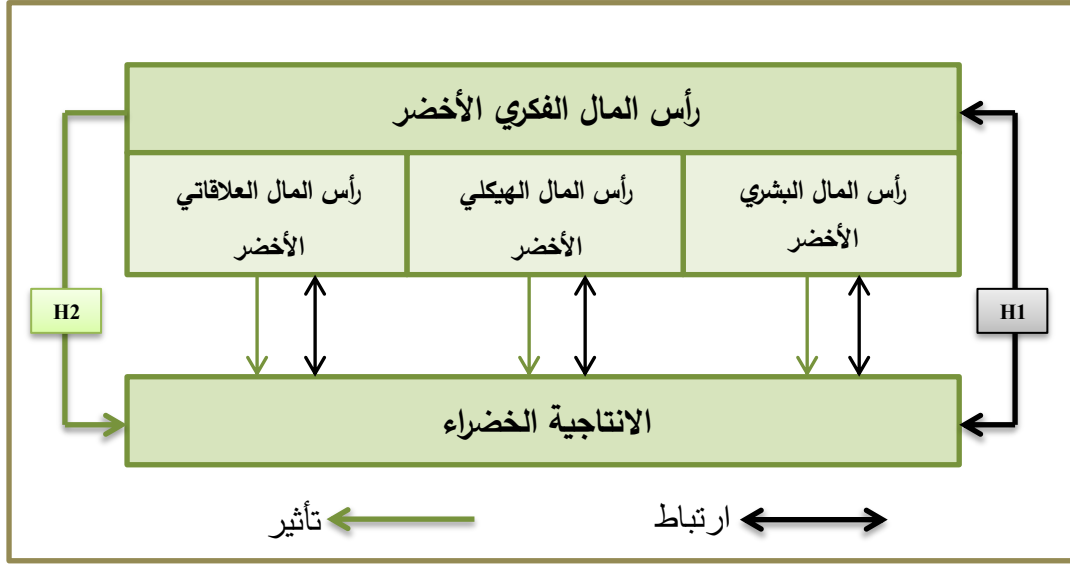 رأس المال الفكري الأخضر
رأس المال البشري
الأخضر
رأس المال الهيكلي
الأخضر
رأس المال العلاقاتي
الأخضر
H1
H2
الانتاجية الخضراء
ارتباط
تأثير